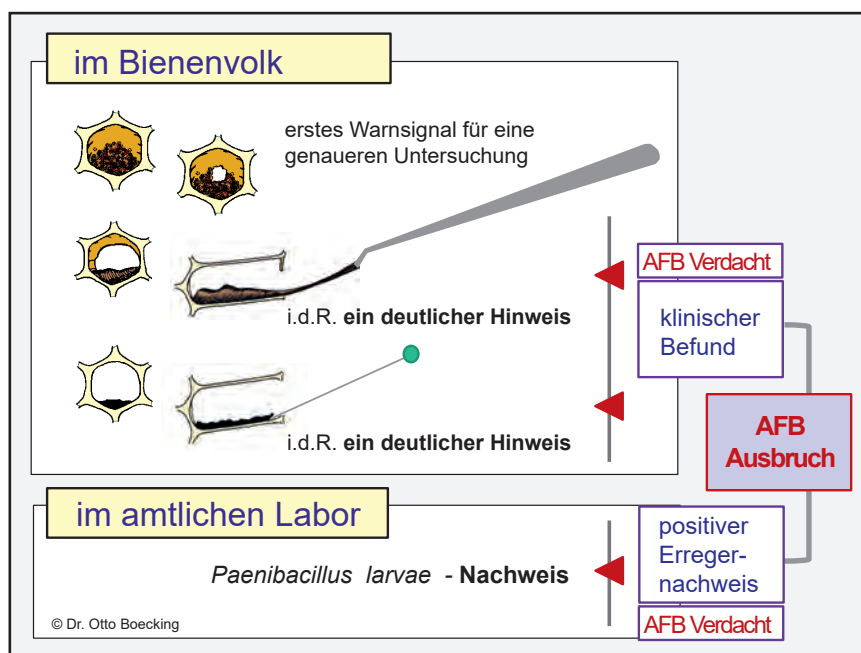 im Bienenvolk
erstes Warnsignal für eine
genaueren Untersuchung
AFB Verdacht
i.d.R. ein deutlicher Hinweis
klinischer
Befund
i.d.R. ein deutlicher Hinweis
AFB
Ausbruch
im amtlichen Labor
Paenibacillus larvae - Nachweis
positiver
Erreger-
nachweis
AFB Verdacht
© Dr. Otto Boecking